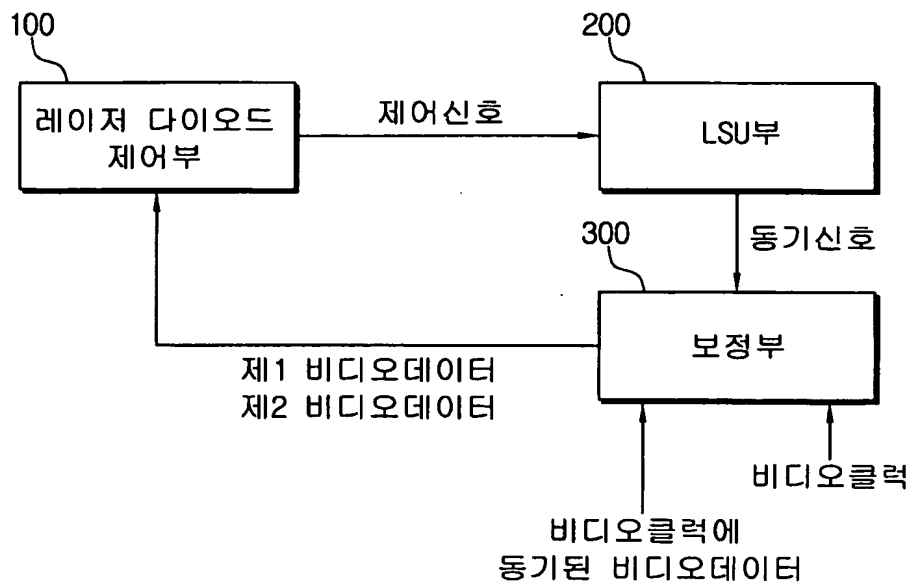 100
레이저 다이오드
제어부
제어신호
200
LSU부
동기신호
300
보정부
제1 비디오데이터
제2 비디오데이터
비디오클럭
비디오클럭에
동기된 비디오데이터